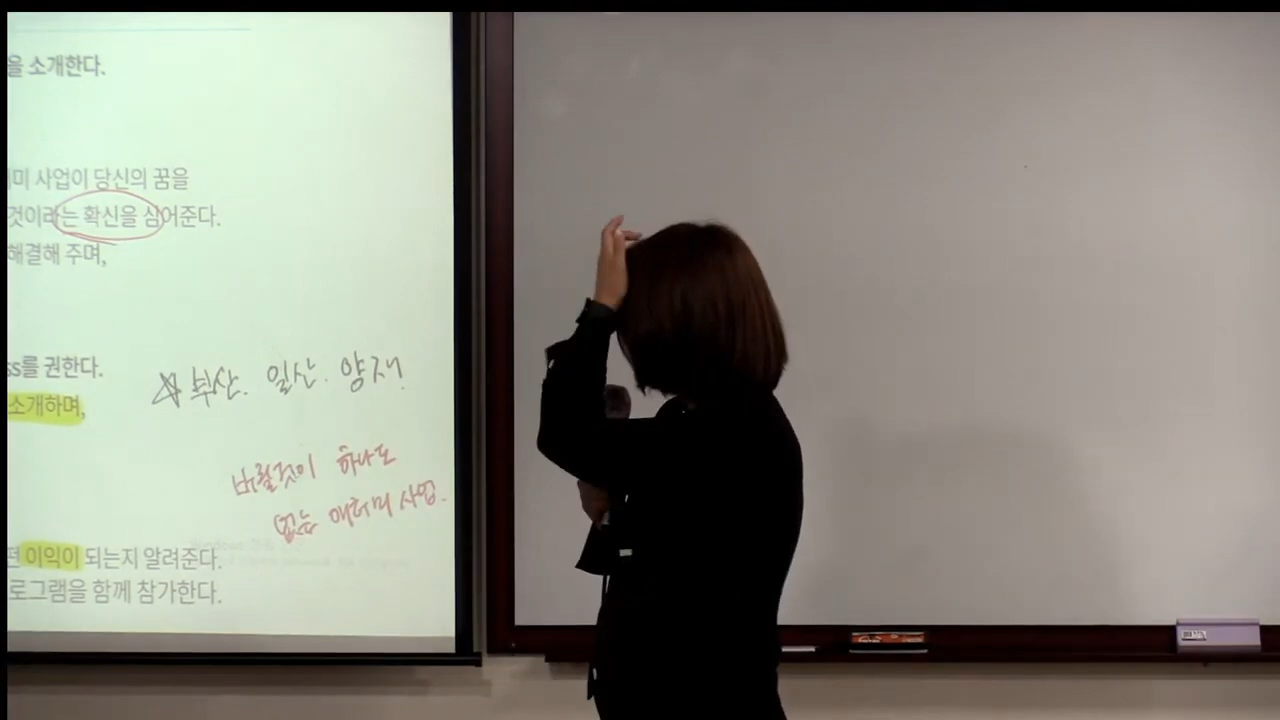 을 소개한다.
미 사업이 당신의 꿈을
것이라는 확신을 심어준다.
해결해 주며,
ss를 권한다.
☆ 부산. 일산. 양재.
소개하며,
버릴것이 하나도
없는 애터미 사업.
편 이익이 되는지 알려준다.
로그램을 함께 참가한다.